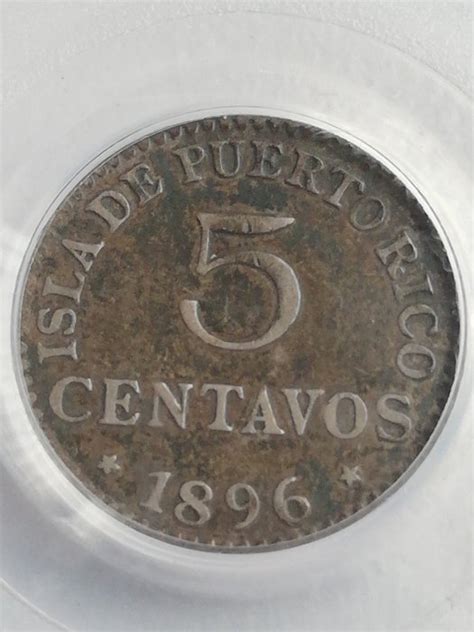 ISLA DE PUERTO RICO
5
CENTAVOS
* 1896 *